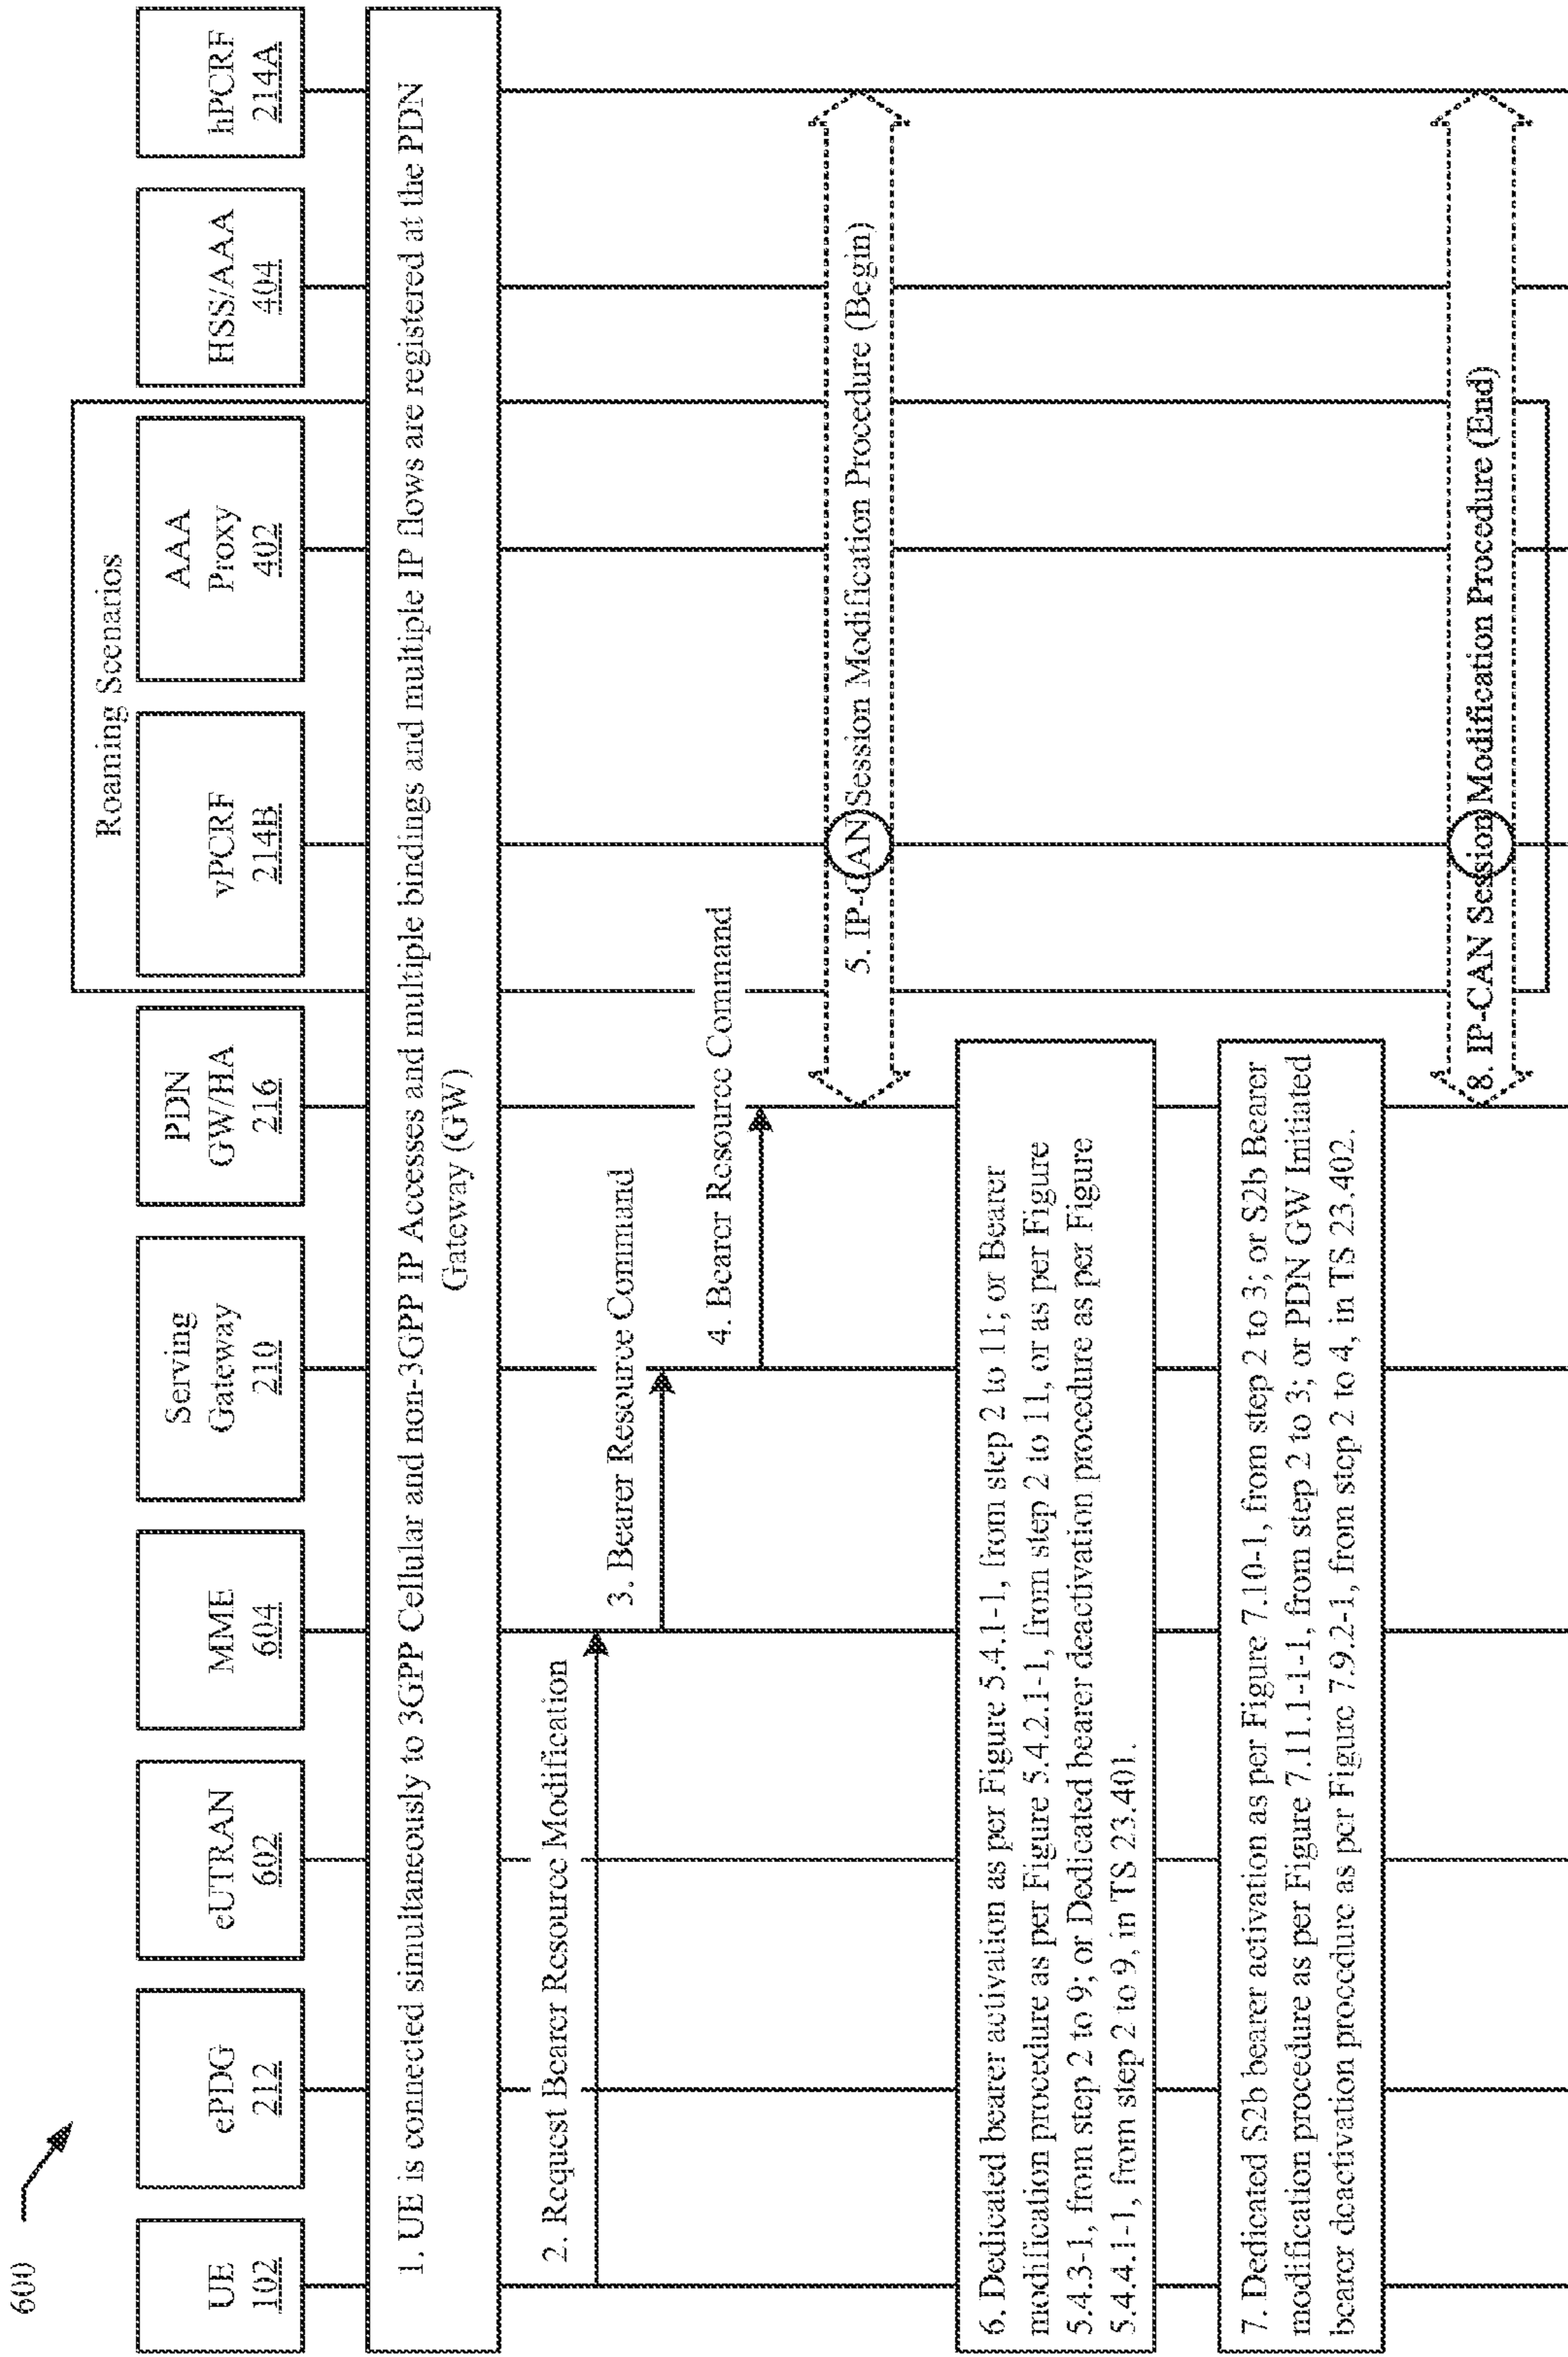 600
Roaming Scenarios
UE
102
ePDG
212
eUTRAN
602
MME
604
Serving
Gateway
210
PDN
GW/HA
216
vPCRF
214B
AAA
Proxy
402
HSS/AAA
404
hPCRF
214A
1. UE is connected simultaneously to 3GPP Cellular and non-3GPP IP Accesses and multiple bindings and multiple IP flows are registered at the PDN
Gateway (GW)
2. Request Bearer Resource Modification
3. Bearer Resource Command
4. Bearer Resource Command
5. IP-CAN Session Modification Procedure (Begin)
6. Dedicated bearer activation as per Figure 5.4.1-1, from step 2 to 11; or Bearer
modification procedure as per Figure 5.4.2.1-1, from step 2 to 11, or as per Figure
5.4.3-1, from step 2 to 9; or Dedicated bearer deactivation procedure as per Figure
5.4.4.1-1, from step 2 to 9, in TS 23.401.
7. Dedicated S2b bearer activation as per Figure 7.10-1, from step 2 to 3; or S2b Bearer
modification procedure as per Figure 7.11.1-1-1, from step 2 to 3; or PDN GW Initiated
bearer deactivation procedure as per Figure 7.9.2-1, from step 2 to 4, in TS 23.402.
8. IP-CAN Session Modification Procedure (End)